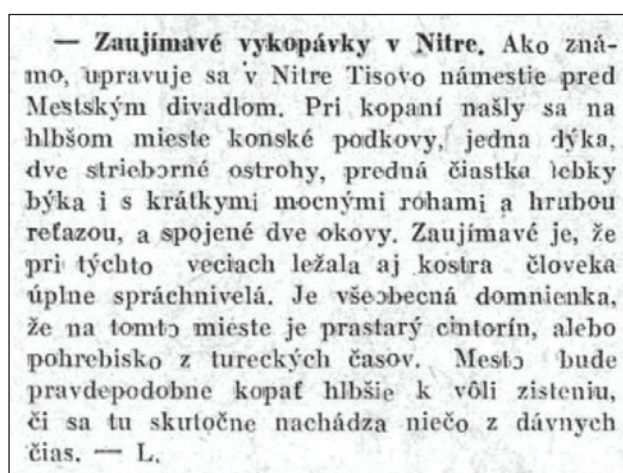 — Zaujímavé vykopávky v Nitre. Ako zná-
mo, upravuje sa v Nitre Tisovo námestie pred
Mestským divadlom. Pri kopaní našly sa na
hlbšom mieste konské podkovy, jedna dýka,
dve strieborné ostrohy, predná čiastka lebky
býka i s krátkymi mocnými rohami a hrubou
reťazou, a spojené dve okovy. Zaujímavé je, že
pri týchto veciach ležala aj kostra človeka
úplne spráchnivelá. Je všeobecná domnienka,
že na tomto mieste je prastarý cintorín, alebo
pohrebisko z tureckých časov. Mesto bude
pravdepodobne kopať hlbšie k vôli zisteniu,
či sa tu skutočne nachádza niečo z dávnych
čias. — L.